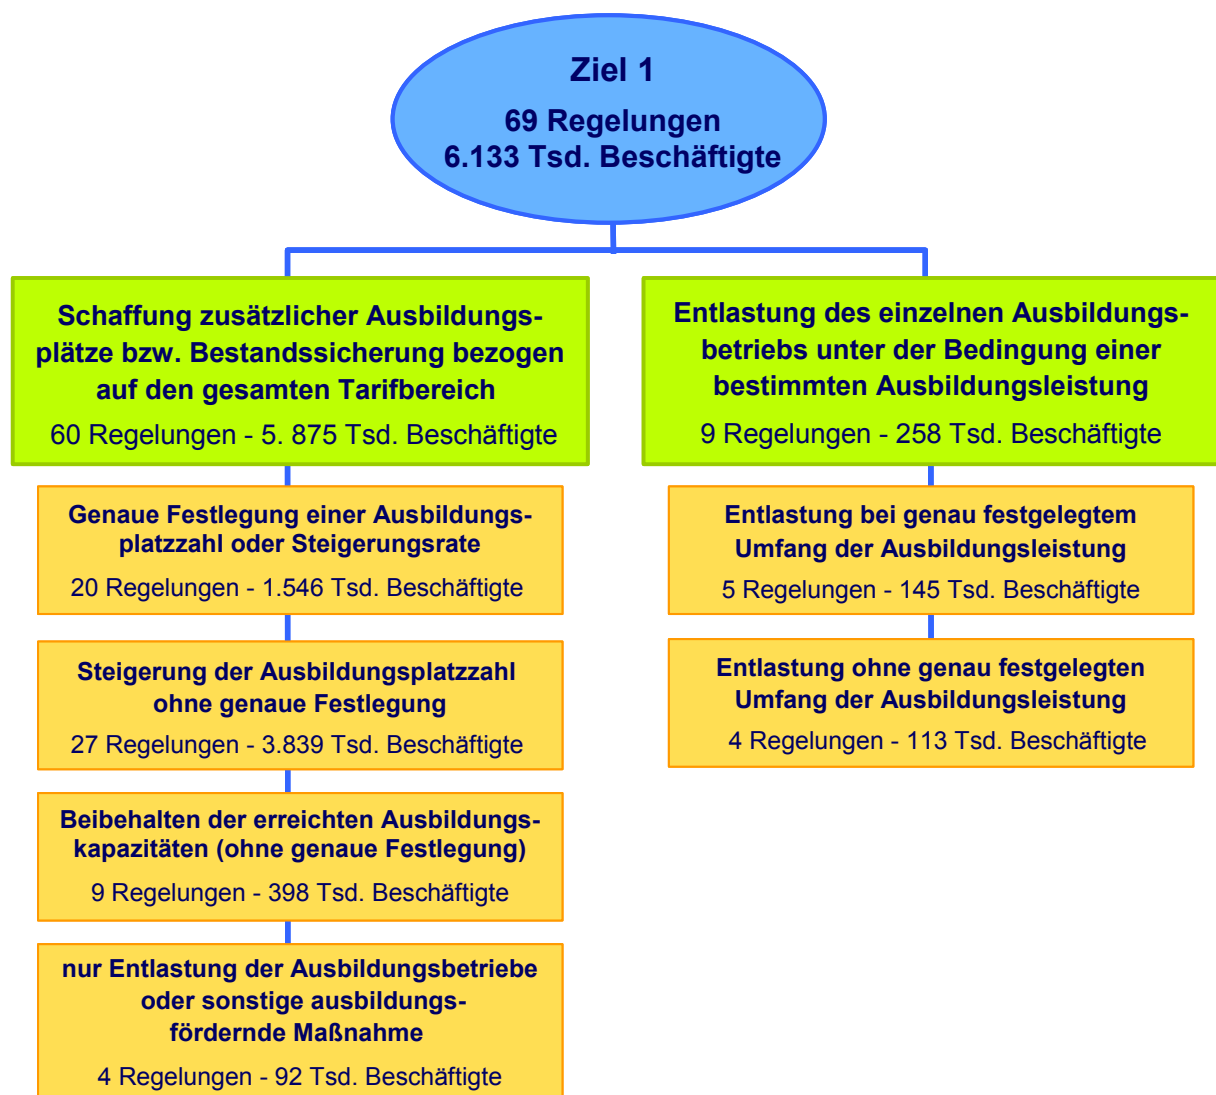 Ziel 1
69 Regelungen
6.133 Tsd. Beschäftigte
Schaffung zusätzlicher Ausbildungs-
plätze bzw. Bestandssicherung bezogen
auf den gesamten Tarifbereich
60 Regelungen - 5. 875 Tsd. Beschäftigte
Genaue Festlegung einer Ausbildungs-
platzzahl oder Steigerungsrate
20 Regelungen - 1.546 Tsd. Beschäftigte
Steigerung der Ausbildungsplatzzahl
ohne genaue Festlegung
27 Regelungen - 3.839 Tsd. Beschäftigte
Beibehalten der erreichten Ausbildungs-
kapazitäten (ohne genaue Festlegung)
9 Regelungen - 398 Tsd. Beschäftigte
nur Entlastung der Ausbildungsbetriebe
oder sonstige ausbildungs-
fördernde Maßnahme
4 Regelungen - 92 Tsd. Beschäftigte
Entlastung des einzelnen Ausbildungs-
betriebs unter der Bedingung einer
bestimmten Ausbildungsleistung
9 Regelungen - 258 Tsd. Beschäftigte
Entlastung bei genau festgelegtem
Umfang der Ausbildungsleistung
5 Regelungen - 145 Tsd. Beschäftigte
Entlastung ohne genau festgelegten
Umfang der Ausbildungsleistung
4 Regelungen - 113 Tsd. Beschäftigte